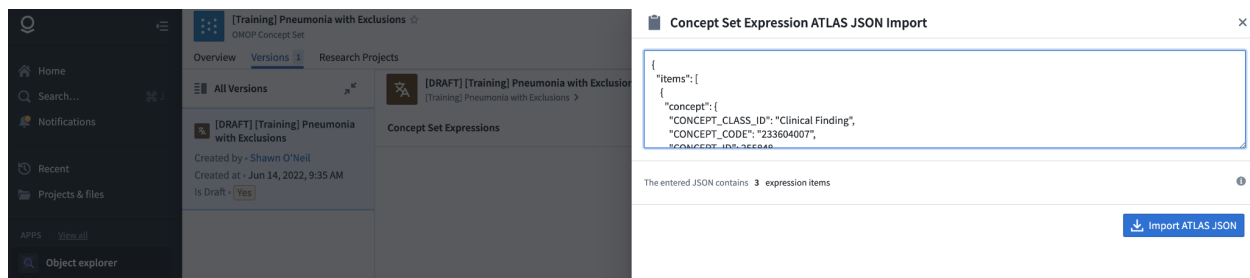 Home
Search...
⌘J
Notifications
Recent
Projects & files
APPS View all
Object explorer
[Training] Pneumonia with Exclusions
OMOP Concept Set
Overview Versions 1 Research Projects
All Versions
[DRAFT] [Training] Pneumonia
with Exclusions
Created by • Shawn O'Neil
Created at • Jun 14, 2022, 9:35 AM
Is Draft • Yes
[DRAFT] [Training] Pneumonia with Exclusion
[Training] Pneumonia with Exclusions >
Concept Set Expressions
Concept Set Expression ATLAS JSON Import
{
"items": [
{
"concept": {
"CONCEPT_CLASS_ID": "Clinical Finding",
"CONCEPT_CODE": "233604007",
"CONCEPT_ID": 255848,
The entered JSON contains 3 expression items
Import ATLAS JSON